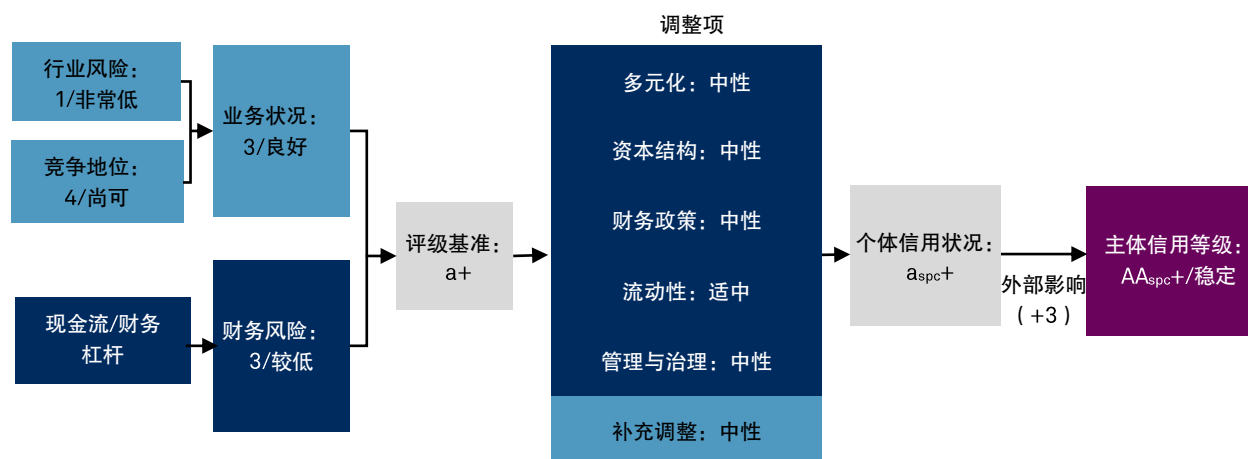 调整项
行业风险：
1/非常低
竞争地位：
4/尚可
业务状况：
3/良好
现金流/财务
杠杆
财务风险：
3/较低
评级基准：
a+
多元化：中性
资本结构：中性
财务政策：中性
流动性：适中
管理与治理：中性
补充调整：中性
个体信用状况：
aspc+
外部影响
(+3)
主体信用等级：
AAspc+/稳定